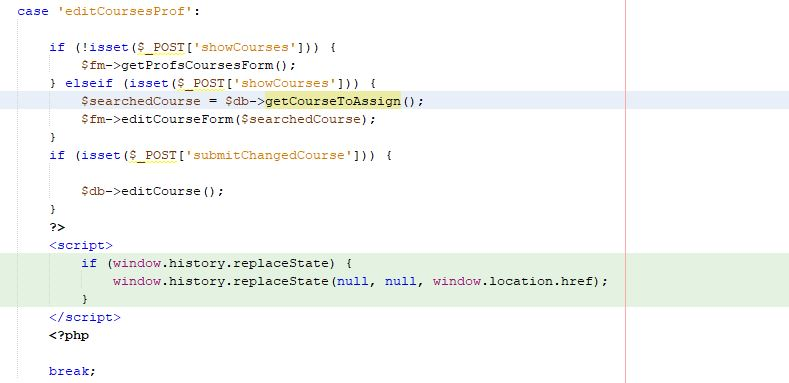 case 'editCoursesProf':
if (!isset($_POST['showCourses'])) {
$fm->getProfsCoursesForm();
} elseif (isset($_POST['showCourses'])) {
$searchedCourse = $db->getCourseToAssign();
$fm->editCourseForm($searchedCourse);
}
if (isset($_POST['submitChangedCourse'])) {
$db->editCourse();
}
?>
<script>
if (window.history.replaceState) {
window.history.replaceState(null, null, window.location.href);
}
</script>
<?php
break;